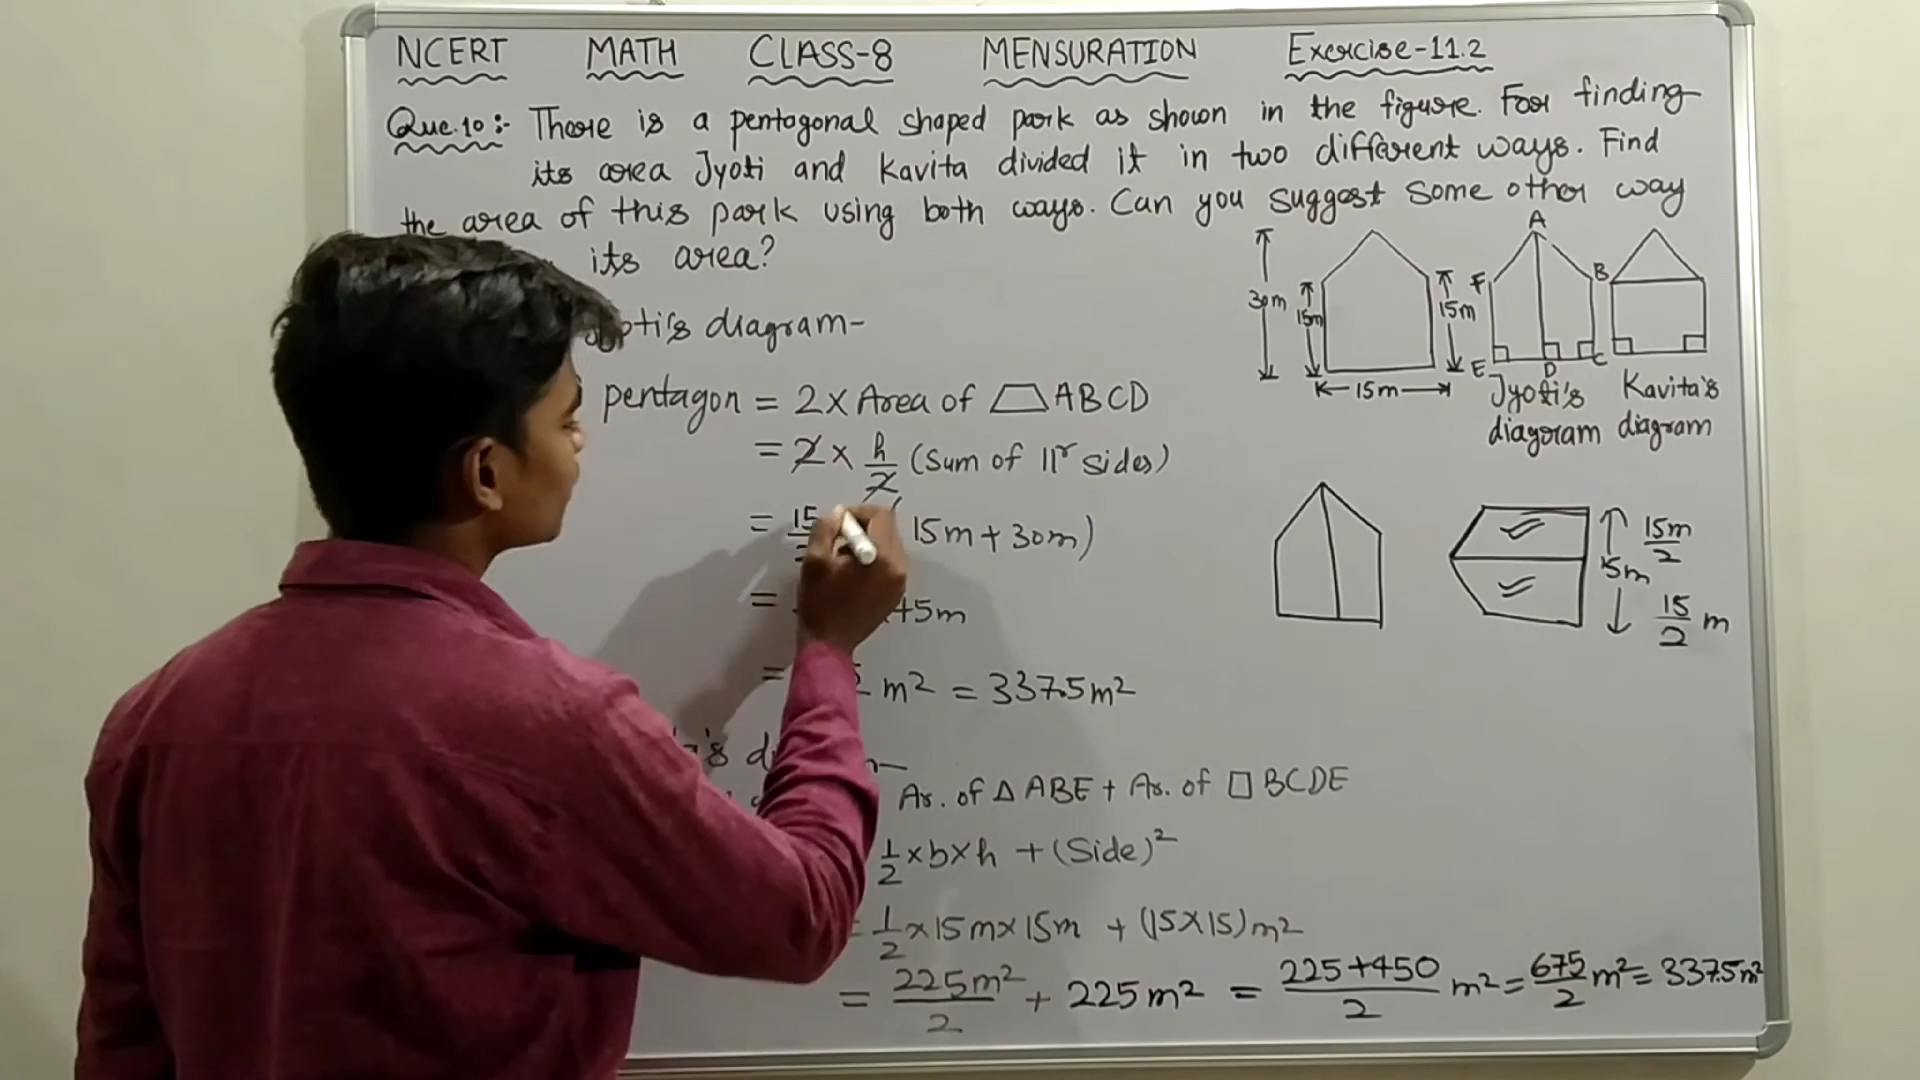 NCERT MATH CLASS-8 MENSURATION Exercise-11.2
Que.10:- There is a pentagonal shaped park as shown in the figure. For finding
its area Jyoti and Kavita divided it in two different ways. Find
the area of this park using both ways. Can you suggest some other way
its area?
diagram-
pentagon = 2 x Area of ⏢ ABCD
= 2 x h/2 (Sum of 11r sides)
= 15 15m + 30m)
= 45m
= m² = 337.5m²
Ar. of Δ ABE + Ar. of □ BCDE
1/2 x b x h + (Side)²
= 1/2 x 15m x 15m + (15 X 15) m²
= 225m²/2 + 225m² = 225+450/2 m² = 675/2 m² = 337.5m²
30m
15m
15m
15m
A
F
B
E
D
C
Jyoti's diagram
Kavita's diagram
15m/2
15m
15/2 m